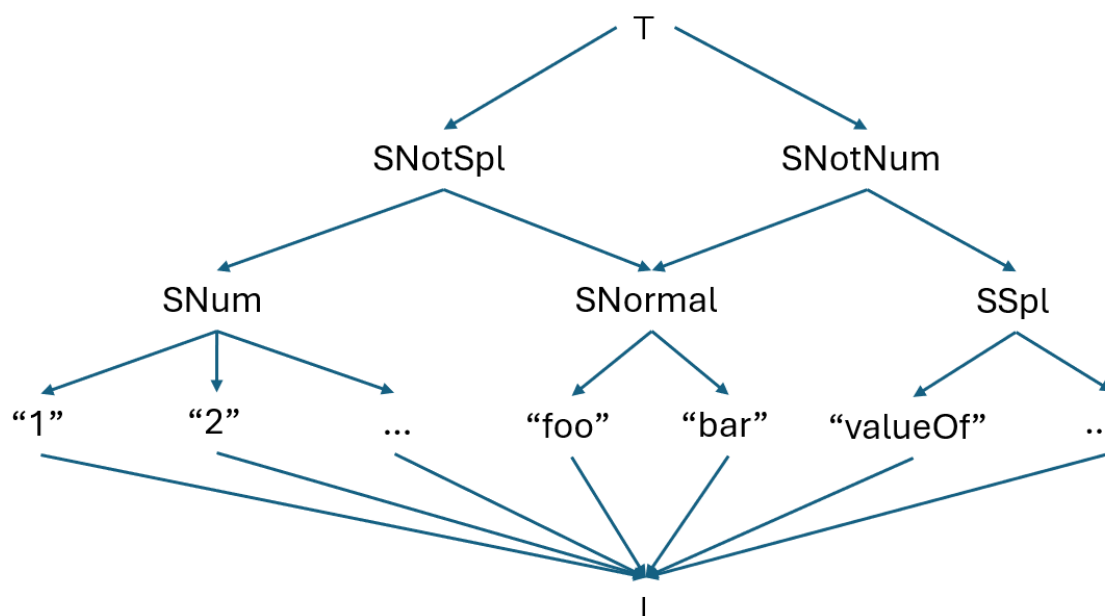 T
SNotSpl SNotNum
SNum SNormal SSpl
“1” “2” ... “foo” “bar” “valueOf” ..